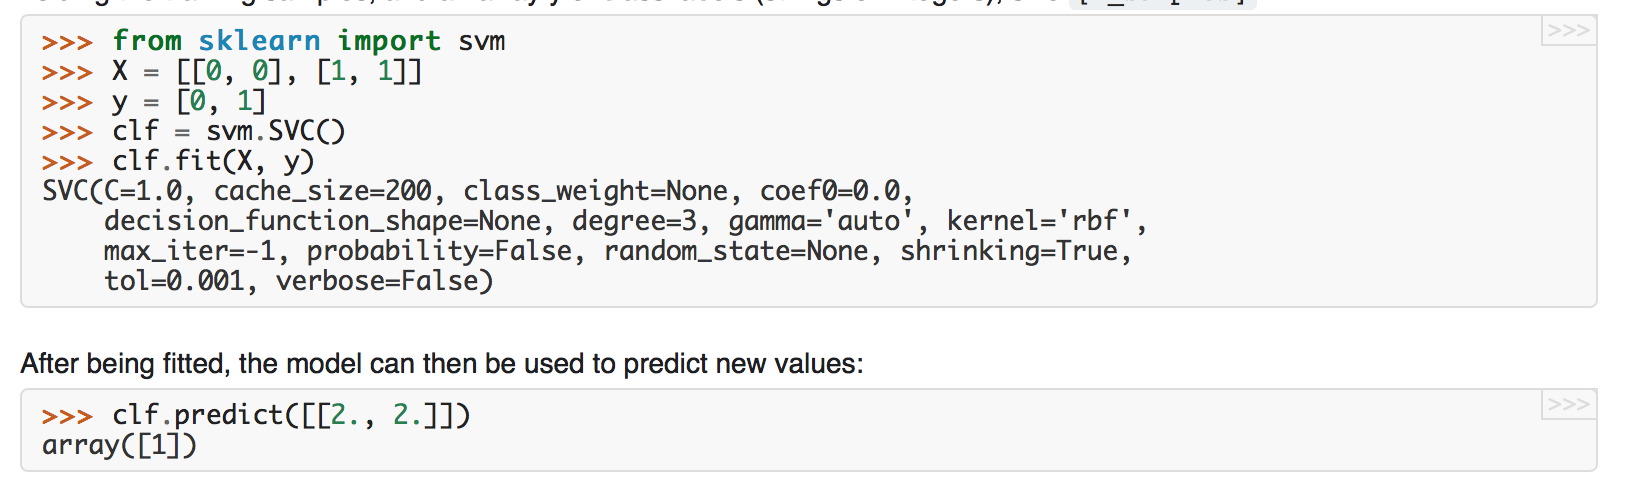 >>> from sklearn import svm
>>> X = [[0, 0], [1, 1]]
>>> y = [0, 1]
>>> clf = svm.SVC()
>>> clf.fit(X, y)
SVC(C=1.0, cache_size=200, class_weight=None, coef0=0.0,
    decision_function_shape=None, degree=3, gamma='auto', kernel='rbf',
    max_iter=-1, probability=False, random_state=None, shrinking=True,
    tol=0.001, verbose=False)
>>>
After being fitted, the model can then be used to predict new values:
>>> clf.predict([[2., 2.]])
array([1])
>>>